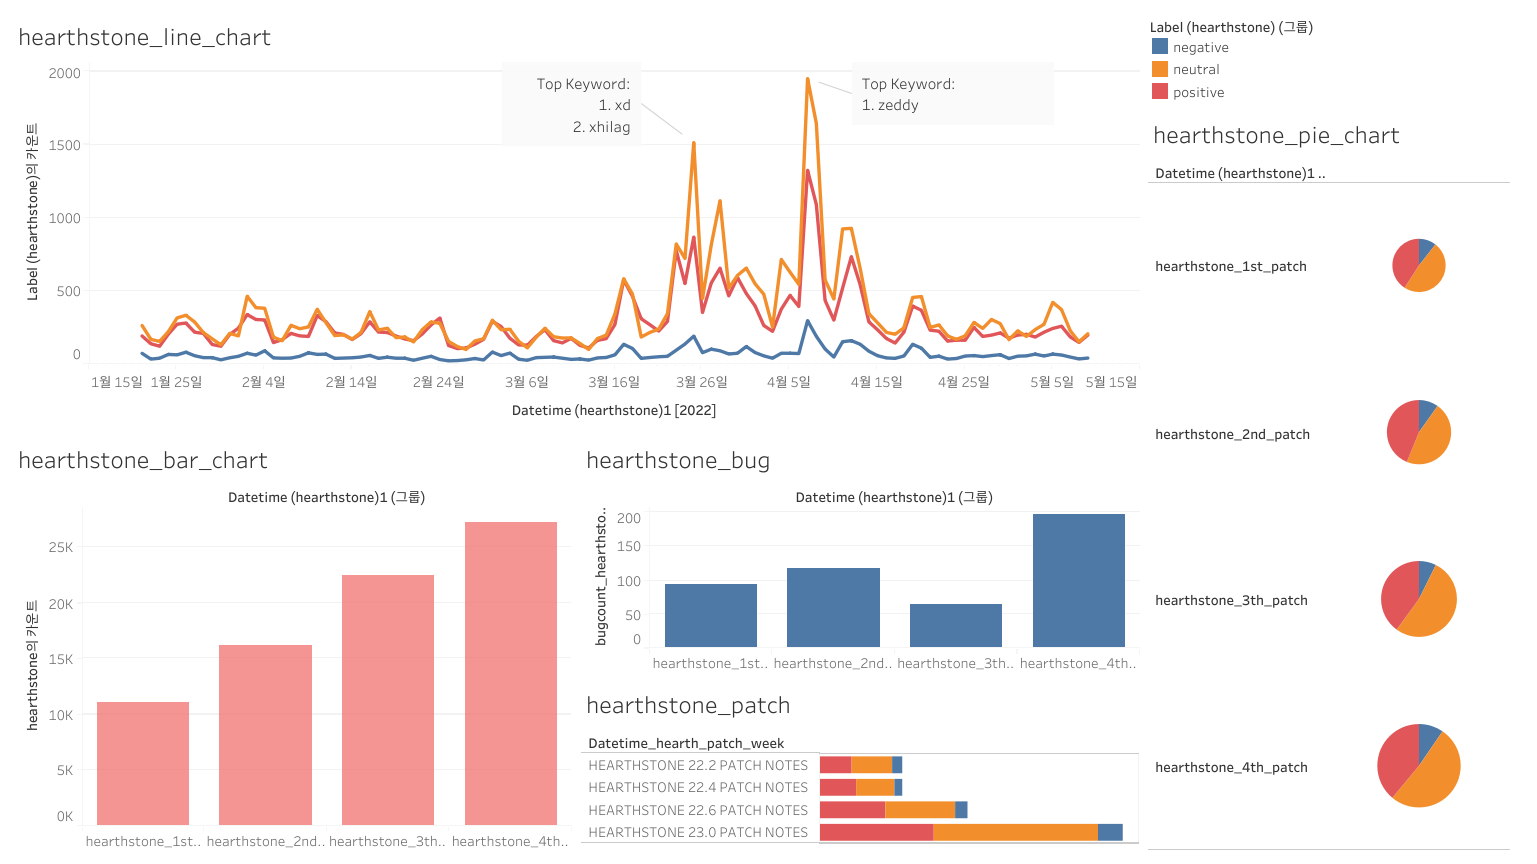 hearthstone_line_chart
Label (hearthstone)의 카운트
2000
1500
1000
500
0
Top Keyword:
1. xd
2. xhilag
Top Keyword:
1. zeddy
1월 15일 1월 25일 2월 4일 2월 14일 2월 24일 3월 6일 3월 16일 3월 26일 4월 5일 4월 15일 4월 25일 5월 5일 5월 15일
Datetime (hearthstone)1 [2022]
Label (hearthstone) (그룹)
negative
neutral
positive
hearthstone_pie_chart
Datetime (hearthstone)1 ..
hearthstone_1st_patch
hearthstone_2nd_patch
hearthstone_3th_patch
hearthstone_4th_patch
hearthstone_bar_chart
Datetime (hearthstone)1 (그룹)
hearthstone의 카운트
25K
20K
15K
10K
5K
0K
hearthstone_1st.. hearthstone_2nd.. hearthstone_3th.. hearthstone_4th..
hearthstone_bug
Datetime (hearthstone)1 (그룹)
bugcount_hearthsto..
200
150
100
50
0
hearthstone_1st.. hearthstone_2nd.. hearthstone_3th.. hearthstone_4th..
hearthstone_patch
Datetime_hearth_patch_week
HEARTHSTONE 22.2 PATCH NOTES
HEARTHSTONE 22.4 PATCH NOTES
HEARTHSTONE 22.6 PATCH NOTES
HEARTHSTONE 23.0 PATCH NOTES